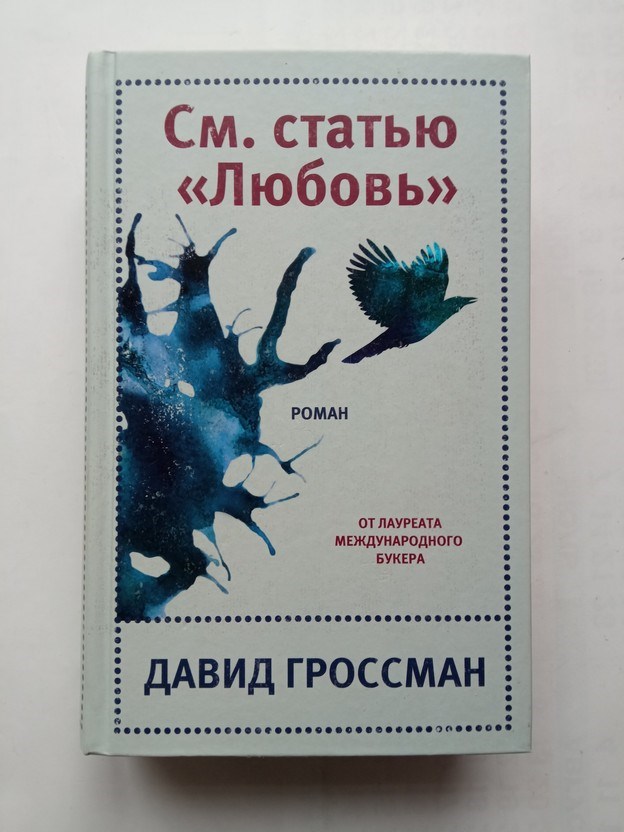 См. статью
«Любовь»
РОМАН
ОТ ЛАУРЕАТА
МЕЖДУНАРОДНОГО
БУКЕРА
ДАВИД ГРОССМАН